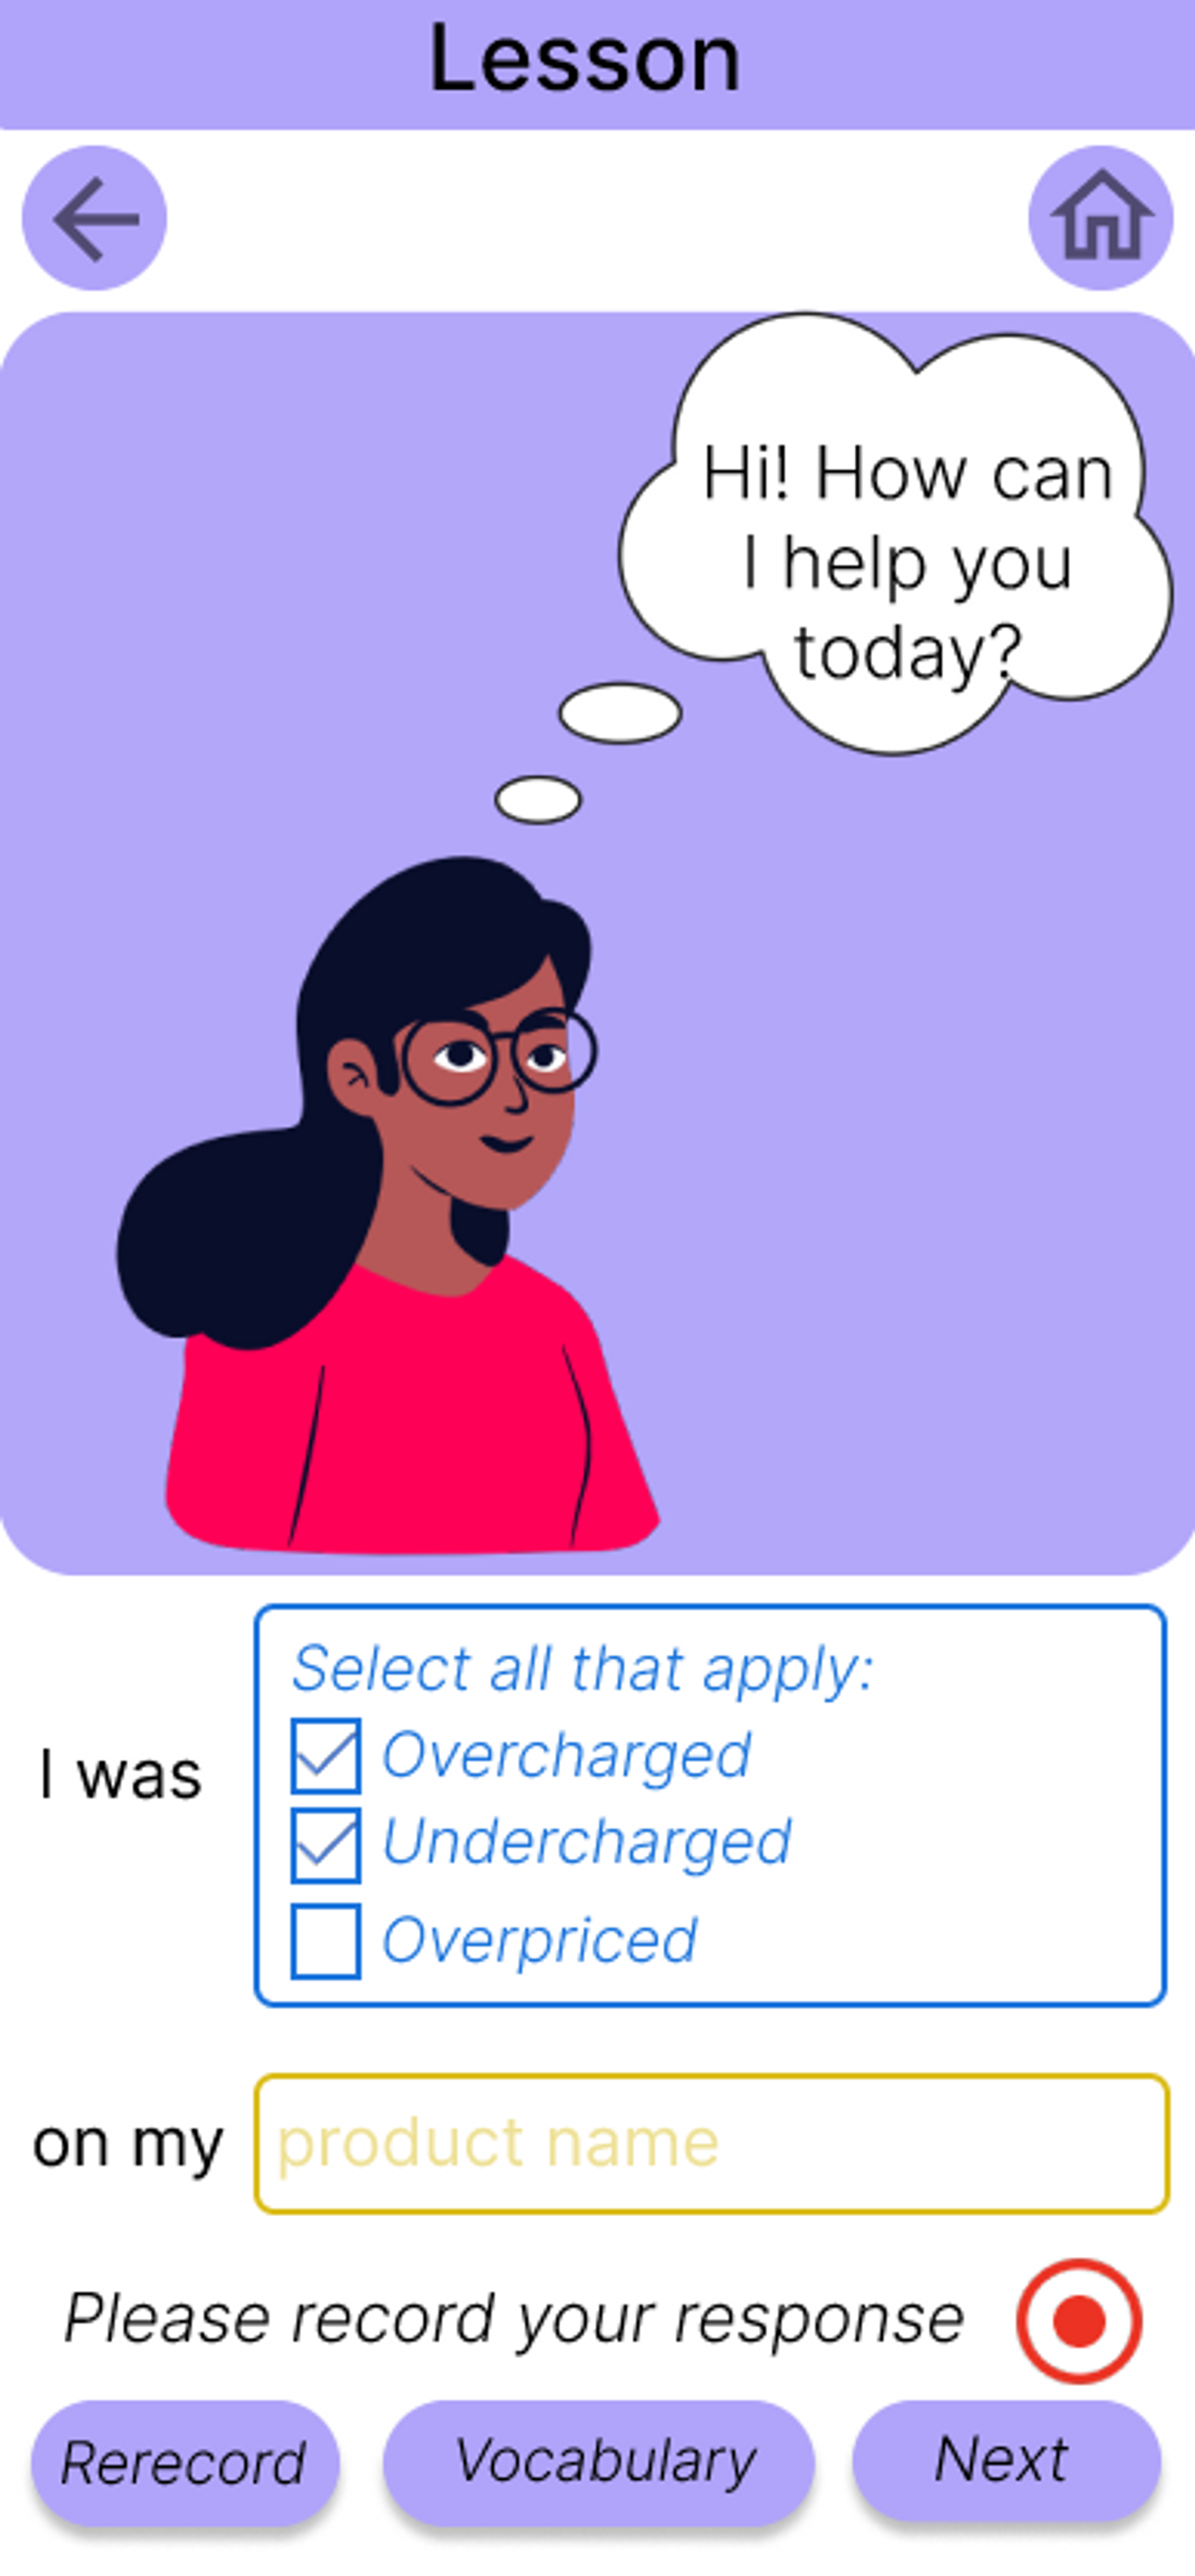 Lesson
Hi! How can
I help you
today?
Select all that apply:
I was
Overcharged
Undercharged
Overpriced
on my product name
Please record your response
Rerecord Vocabulary Next